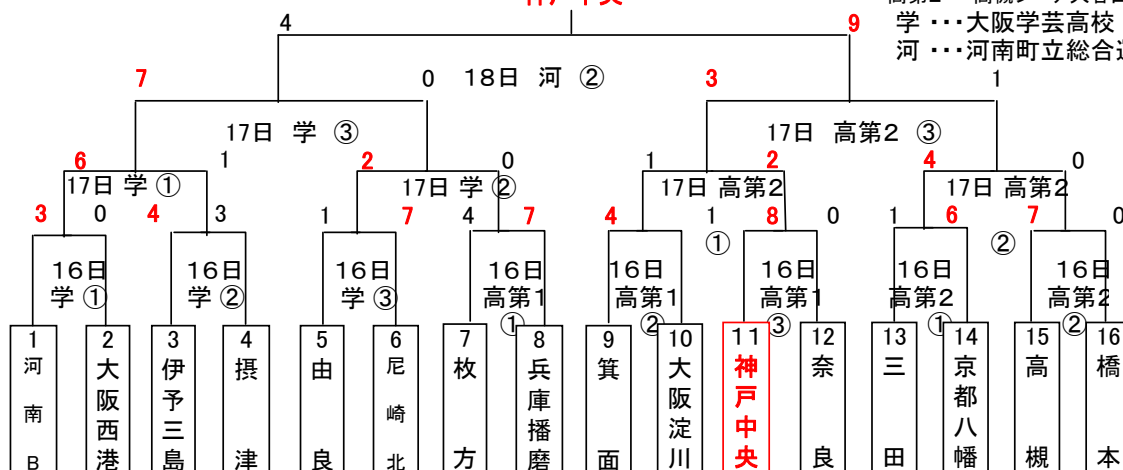 4
9
学 ・・・大阪学芸高校
河 ・・・河南町立総合
7
0
18日 河 ②
3
1
17日 学 ③
17日 高第2 ③
6
1
2
0
1
2
4
0
17日 学 ①
17日 学 ②
17日 高第2
①
17日 高第2
②
3
0
4
3
1
7
4
7
4
1
8
0
1
6
7
0
16日
学 ①
16日
学 ②
16日
学 ③
16日
高第1
①
16日
高第1
②
16日
高第1
③
16日
高第2
①
16日
高第2
②
1
河南B
2
大阪西港
3
伊予三島
4
摂津
5
由良
6
尼崎北
7
枚方
8
兵庫播磨
9
箕面
10
大阪淀川
11
神戸中央
12
奈良
13
三田
14
京都八幡
15
高槻
16
橋本